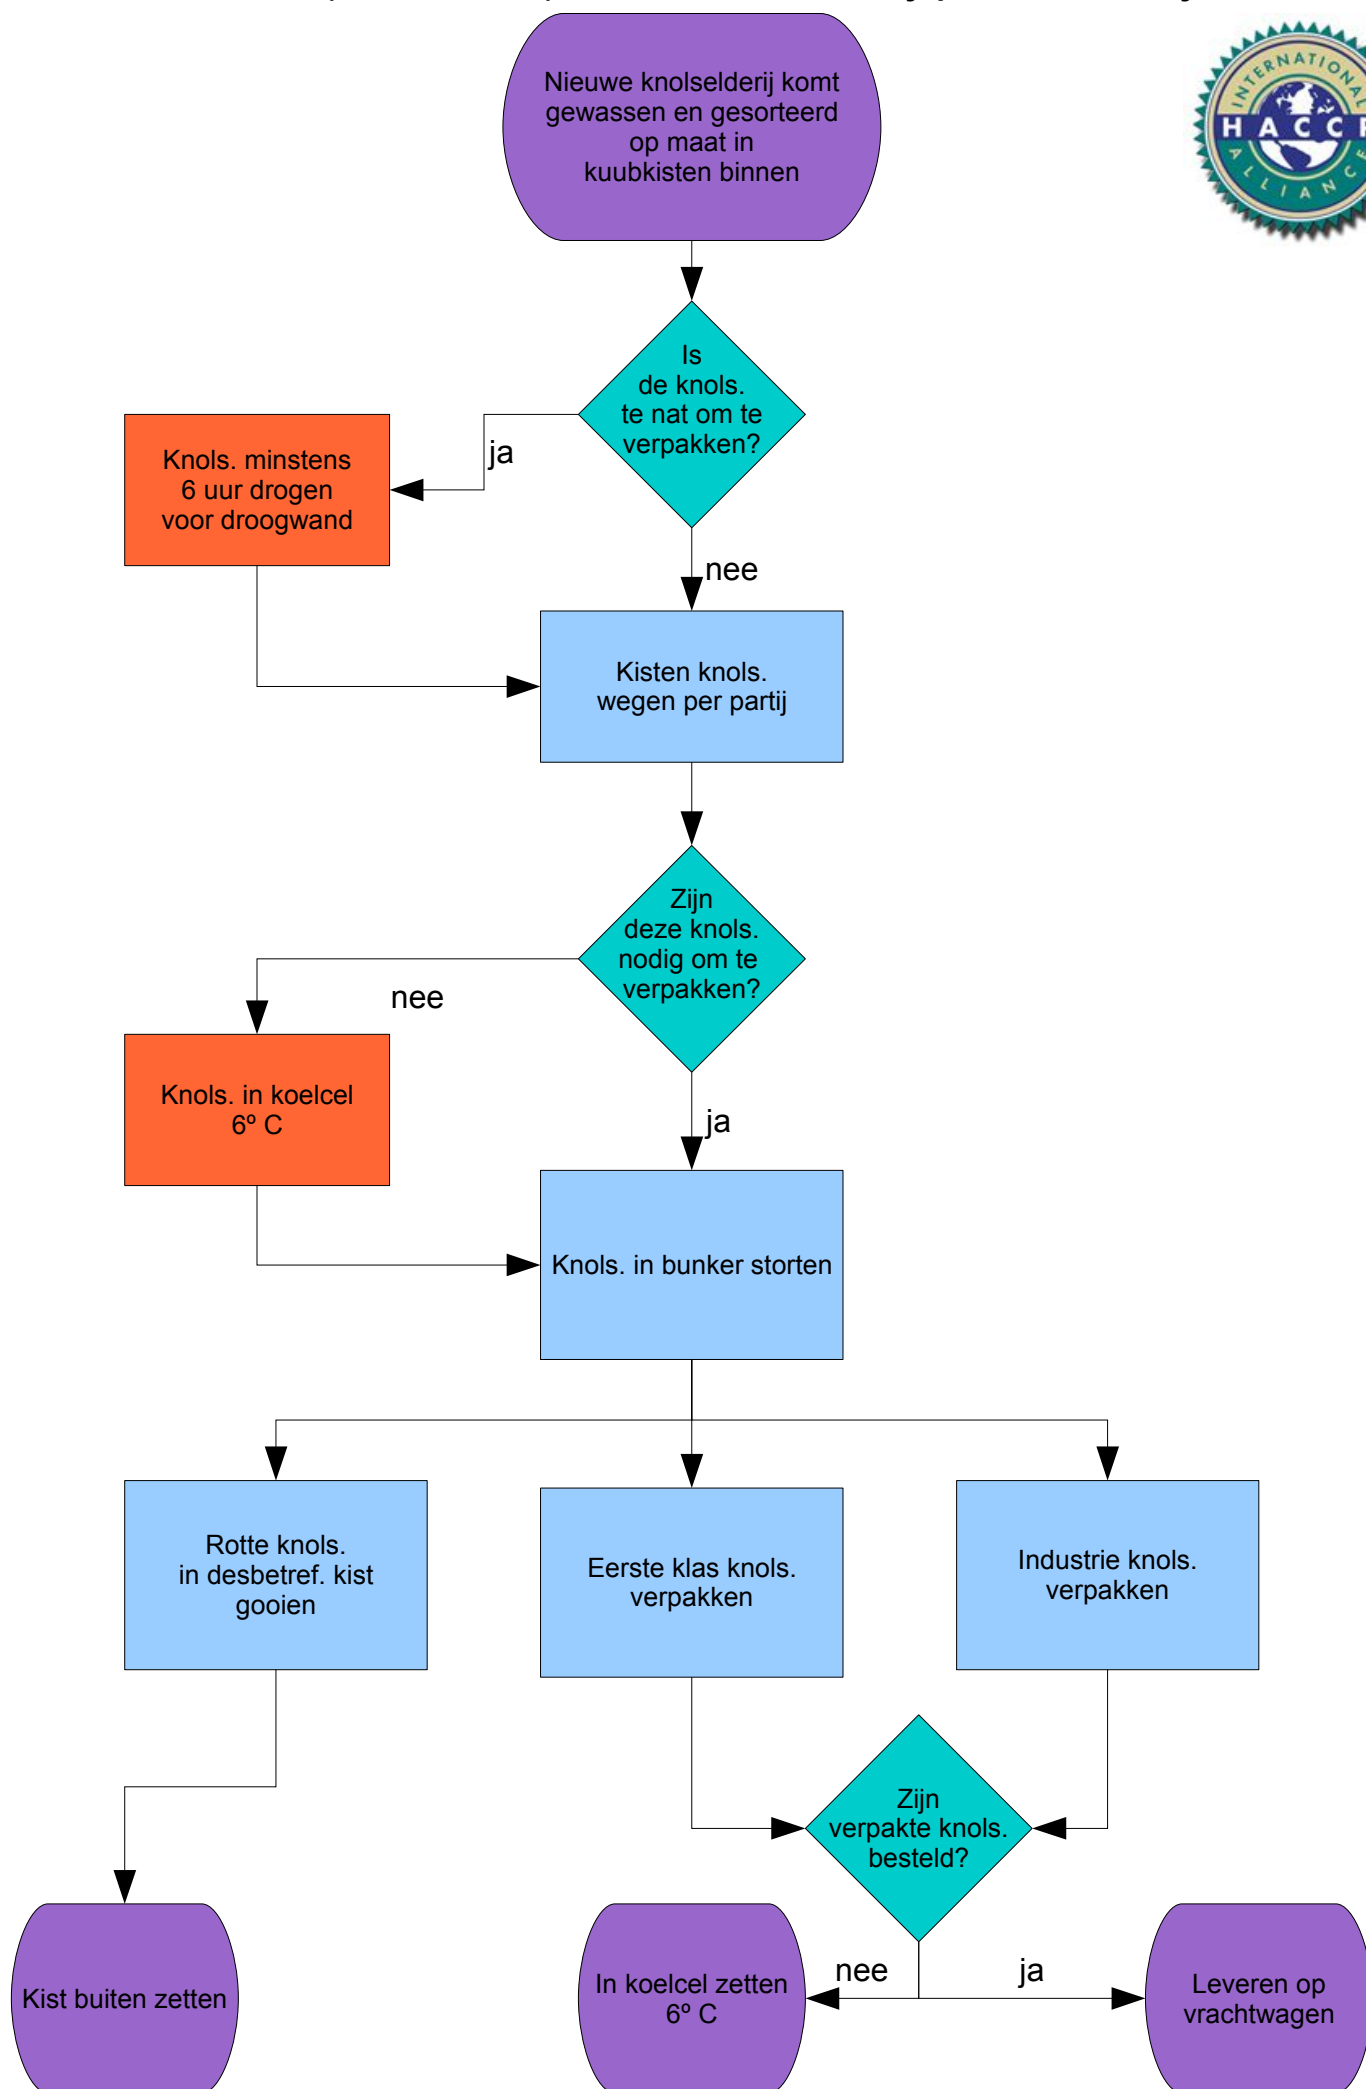 Nieuwe knolselderij komt
gewassen en gesorteerd
op maat in
kuubkisten binnen
INTERNATIONAL
HACCP
ALLIANCE
Is
de knols.
te nat om te
verpakken?
ja
Knols. minstens
6 uur drogen
voor droogwand
nee
Kisten knols.
wegen per partij
Zijn
deze knols.
nodig om te
verpakken?
nee
Knols. in koelcel
6º C
ja
Knols. in bunker storten
Rotte knols.
in desbetref. kist
gooien
Eerste klas knols.
verpakken
Industrie knols.
verpakken
Zijn
verpakte knols.
besteld?
Kist buiten zetten
nee
In koelcel zetten
6º C
ja
Leveren op
vrachtwagen